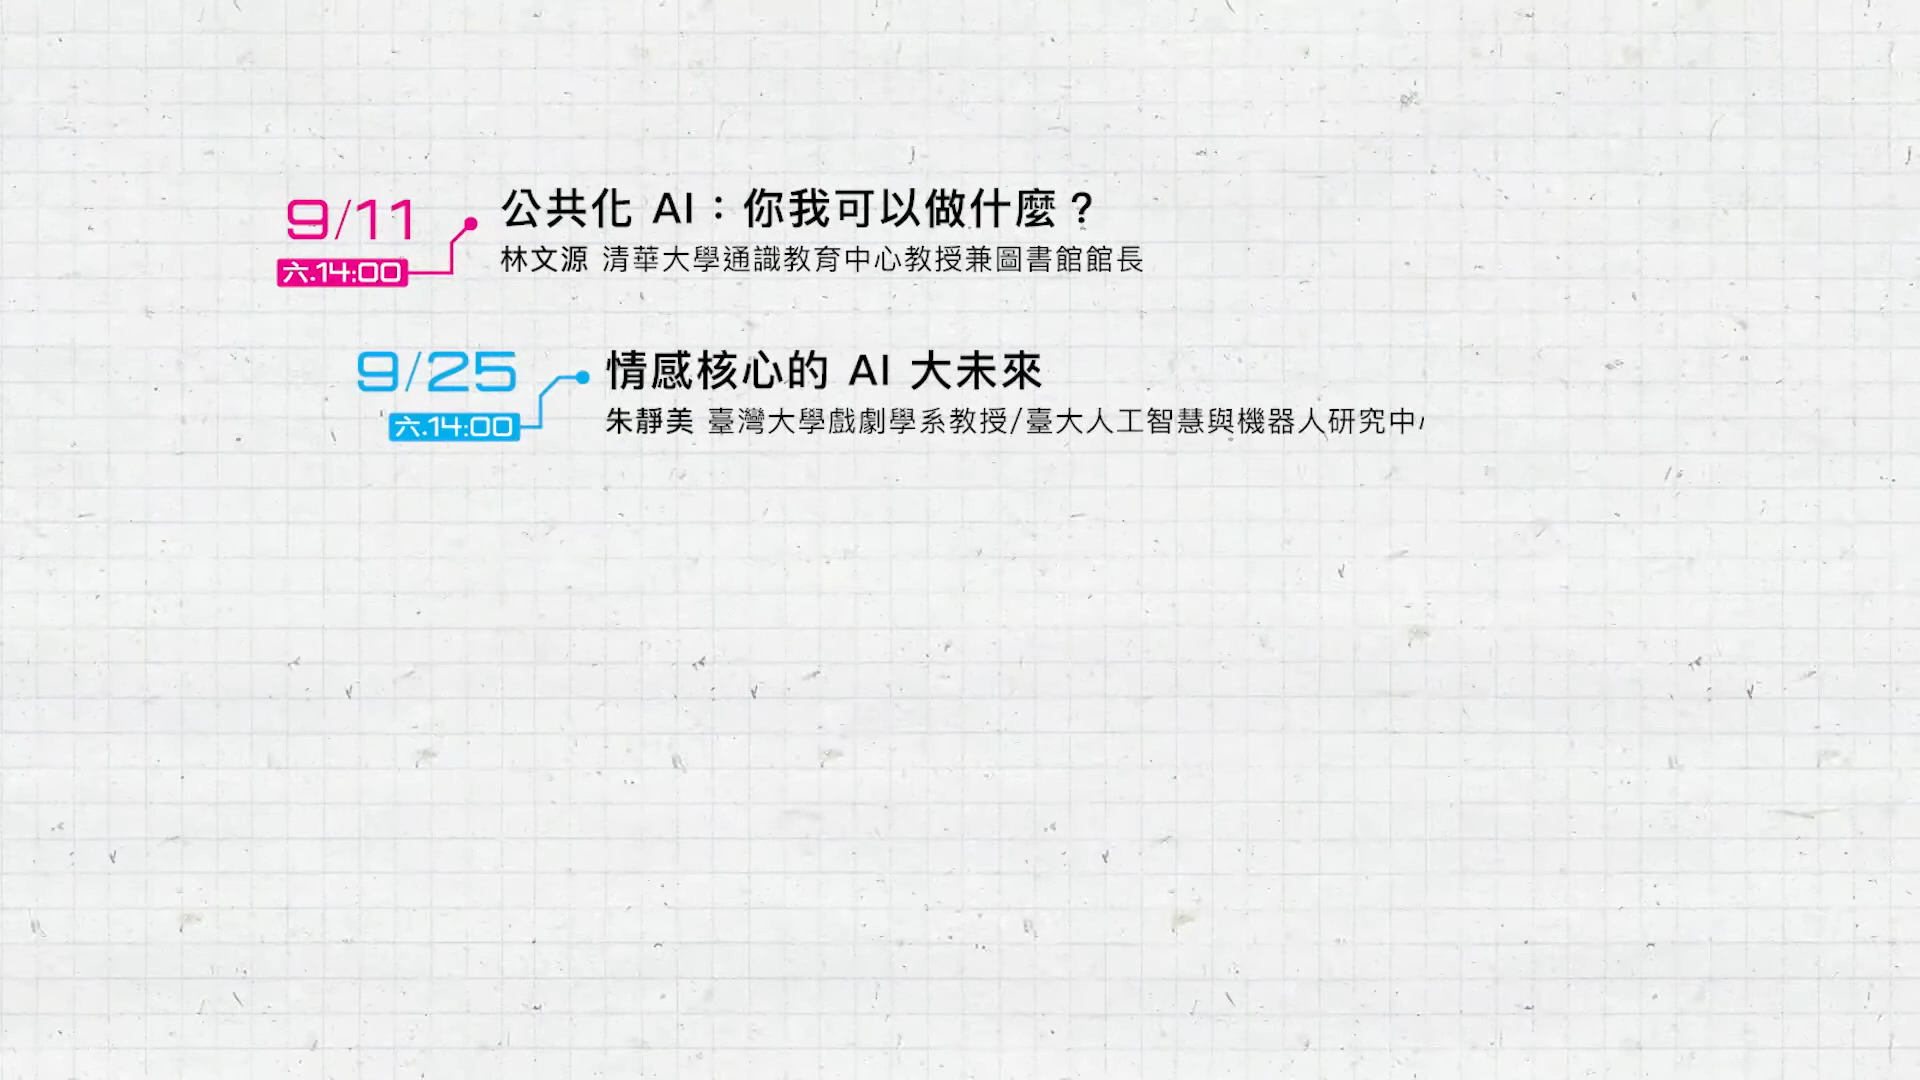 9/11
六.14:00
公共化 AI：你我可以做什麼？
林文源 清華大學通識教育中心教授兼圖書館館長
9/25
六.14:00
情感核心的 AI 大未來
朱靜美 臺灣大學戲劇學系教授/臺大人工智慧與機器人研究中